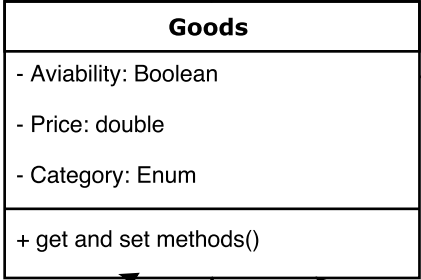 Goods
- Aviability: Boolean
- Price: double
- Category: Enum
+ get and set methods()